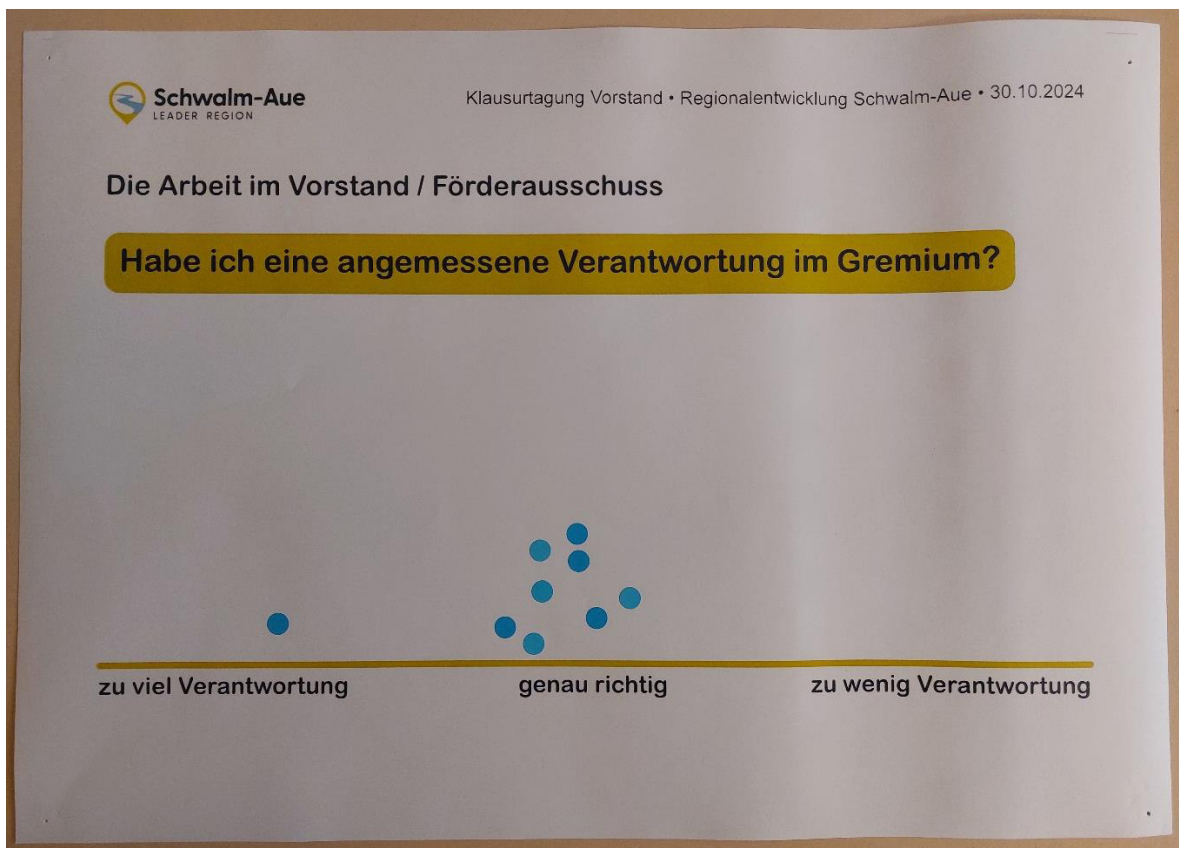 Schwalm-Aue
LEADER REGION
Klausurtagung Vorstand • Regionalentwicklung Schwalm-Aue • 30.10.2024
Die Arbeit im Vorstand / Förderausschuss
Habe ich eine angemessene Verantwortung im Gremium?
zu viel Verantwortung
genau richtig
zu wenig Verantwortung